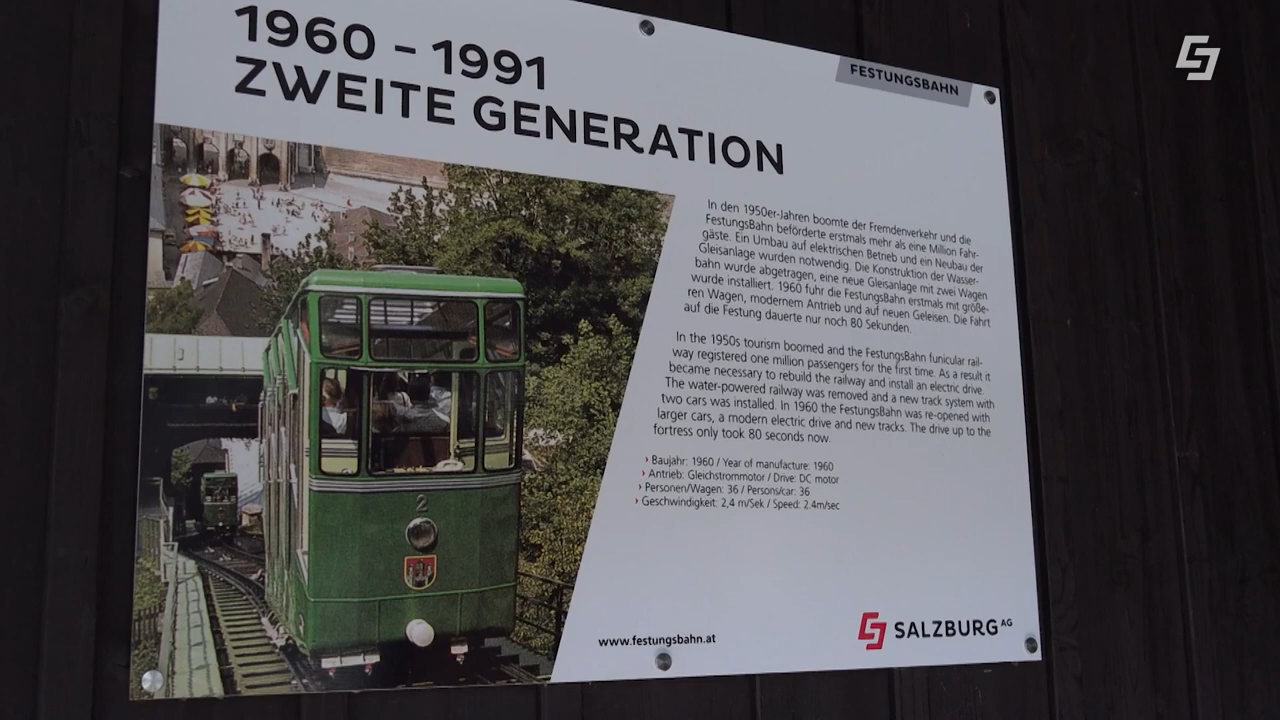 1960 – 1991
ZWEITE GENERATION
FESTUNGSBAHN
In den 1950er-Jahren boomte der Fremdenverkehr und die
FestungsBahn beförderte erstmals mehr als eine Million Fahr-
gäste. Ein Umbau auf elektrischen Betrieb und ein Neubau der
Gleisanlage wurden notwendig. Die Konstruktion der Wasser-
bahn wurde abgetragen, eine neue Gleisanlage mit zwei Wagen
wurde installiert. 1960 fuhr die FestungsBahn erstmals mit größe-
ren Wagen, modernem Antrieb und auf neuen Geleisen. Die Fahrt
auf die Festung dauerte nur noch 80 Sekunden.
In the 1950s tourism boomed and the FestungsBahn funicular rail-
way registered one million passengers for the first time. As a result it
became necessary to rebuild the railway and install an electric drive.
The water-powered railway was removed and a new track system with
two cars was installed. In 1960 the FestungsBahn was re-opened with
larger cars, a modern electric drive and new tracks. The drive up to the
fortress only took 80 seconds now.
Baujahr: 1960 / Year of manufacture: 1960
Antrieb: Gleichstrommotor / Drive: DC motor
Personen/Wagen: 36 / Persons/car: 36
Geschwindigkeit: 2,4 m/Sek / Speed: 2.4m/sec
2
www.festungsbahn.at
SALZBURG AG